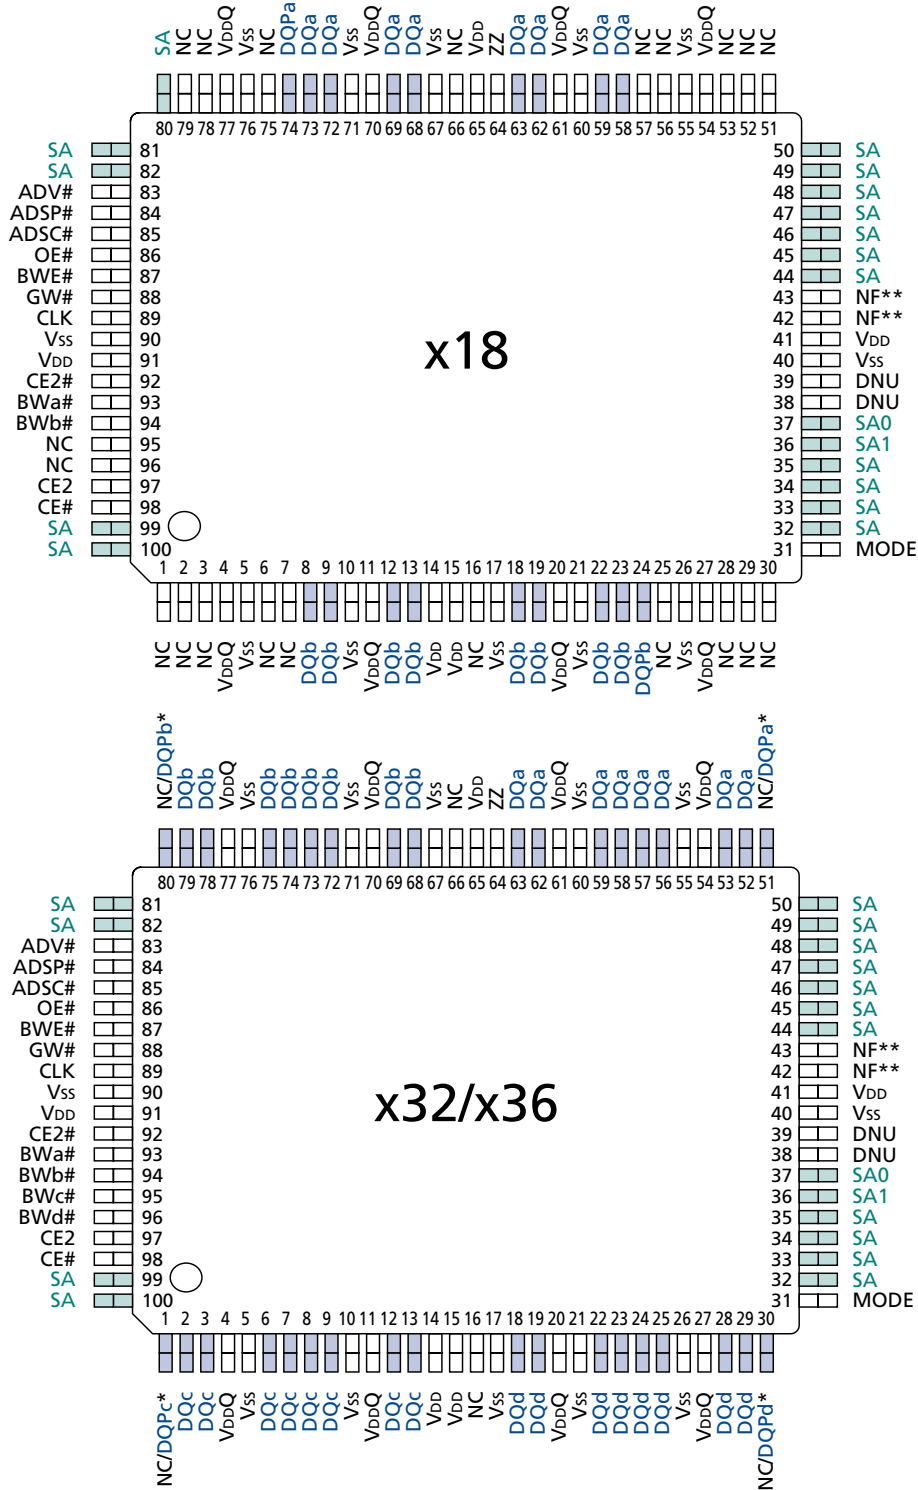 SA NC NC VDDQ VSS NC DQPa DQa DQa VSS VDDQ DQa DQa VSS NC VDD ZZ DQa DQa VDDQ VSS DQa DQa NC NC VSS VDDQ NC NC NC
80 79 78 77 76 75 74 73 72 71 70 69 68 67 66 65 64 63 62 61 60 59 58 57 56 55 54 53 52 51
SA 81 50 SA
SA 82 49 SA
ADV# 83 48 SA
ADSP# 84 47 SA
ADSC# 85 46 SA
OE# 86 45 SA
BWE# 87 44 SA
GW# 88 43 NF**
CLK 89 42 NF**
VSS 90 41 VDD
x18
VDD 91 40 VSS
CE2# 92 39 DNU
BWa# 93 38 DNU
BWb# 94 37 SA0
NC 95 36 SA1
NC 96 35 SA
CE2 97 34 SA
CE# 98 33 SA
SA 99 32 SA
SA 100 31 MODE
1 2 3 4 5 6 7 8 9 10 11 12 13 14 15 16 17 18 19 20 21 22 23 24 25 26 27 28 29 30
NC NC NC VDDQ VSS NC NC DQb DQb VSS VDDQ DQb DQb VDD VDD NC VSS DQb DQb VDDQ VSS DQb DQb DQPb NC VSS VDDQ NC NC NC
NC/DQPb* DQb DQb VDDQ VSS DQb DQb DQb DQb VSS VDDQ DQb DQb VSS NC VDD ZZ DQa DQa VDDQ VSS DQa DQa DQa DQa VSS VDDQ DQa DQa NC/DQPa*
80 79 78 77 76 75 74 73 72 71 70 69 68 67 66 65 64 63 62 61 60 59 58 57 56 55 54 53 52 51
SA 81 50 SA
SA 82 49 SA
ADV# 83 48 SA
ADSP# 84 47 SA
ADSC# 85 46 SA
OE# 86 45 SA
BWE# 87 44 SA
GW# 88 43 NF**
CLK 89 42 NF**
VSS 90 41 VDD
x32/x36
VDD 91 40 VSS
CE2# 92 39 DNU
BWa# 93 38 DNU
BWb# 94 37 SA0
BWc# 95 36 SA1
BWd# 96 35 SA
CE2 97 34 SA
CE# 98 33 SA
SA 99 32 SA
SA 100 31 MODE
1 2 3 4 5 6 7 8 9 10 11 12 13 14 15 16 17 18 19 20 21 22 23 24 25 26 27 28 29 30
NC/DQPc* DQc DQc VDDQ VSS DQc DQc DQc DQc VSS VDDQ DQc DQc VDD VDD NC VSS DQd DQd VDDQ VSS DQd DQd DQd DQd VSS VDDQ DQd DQd NC/DQPd*